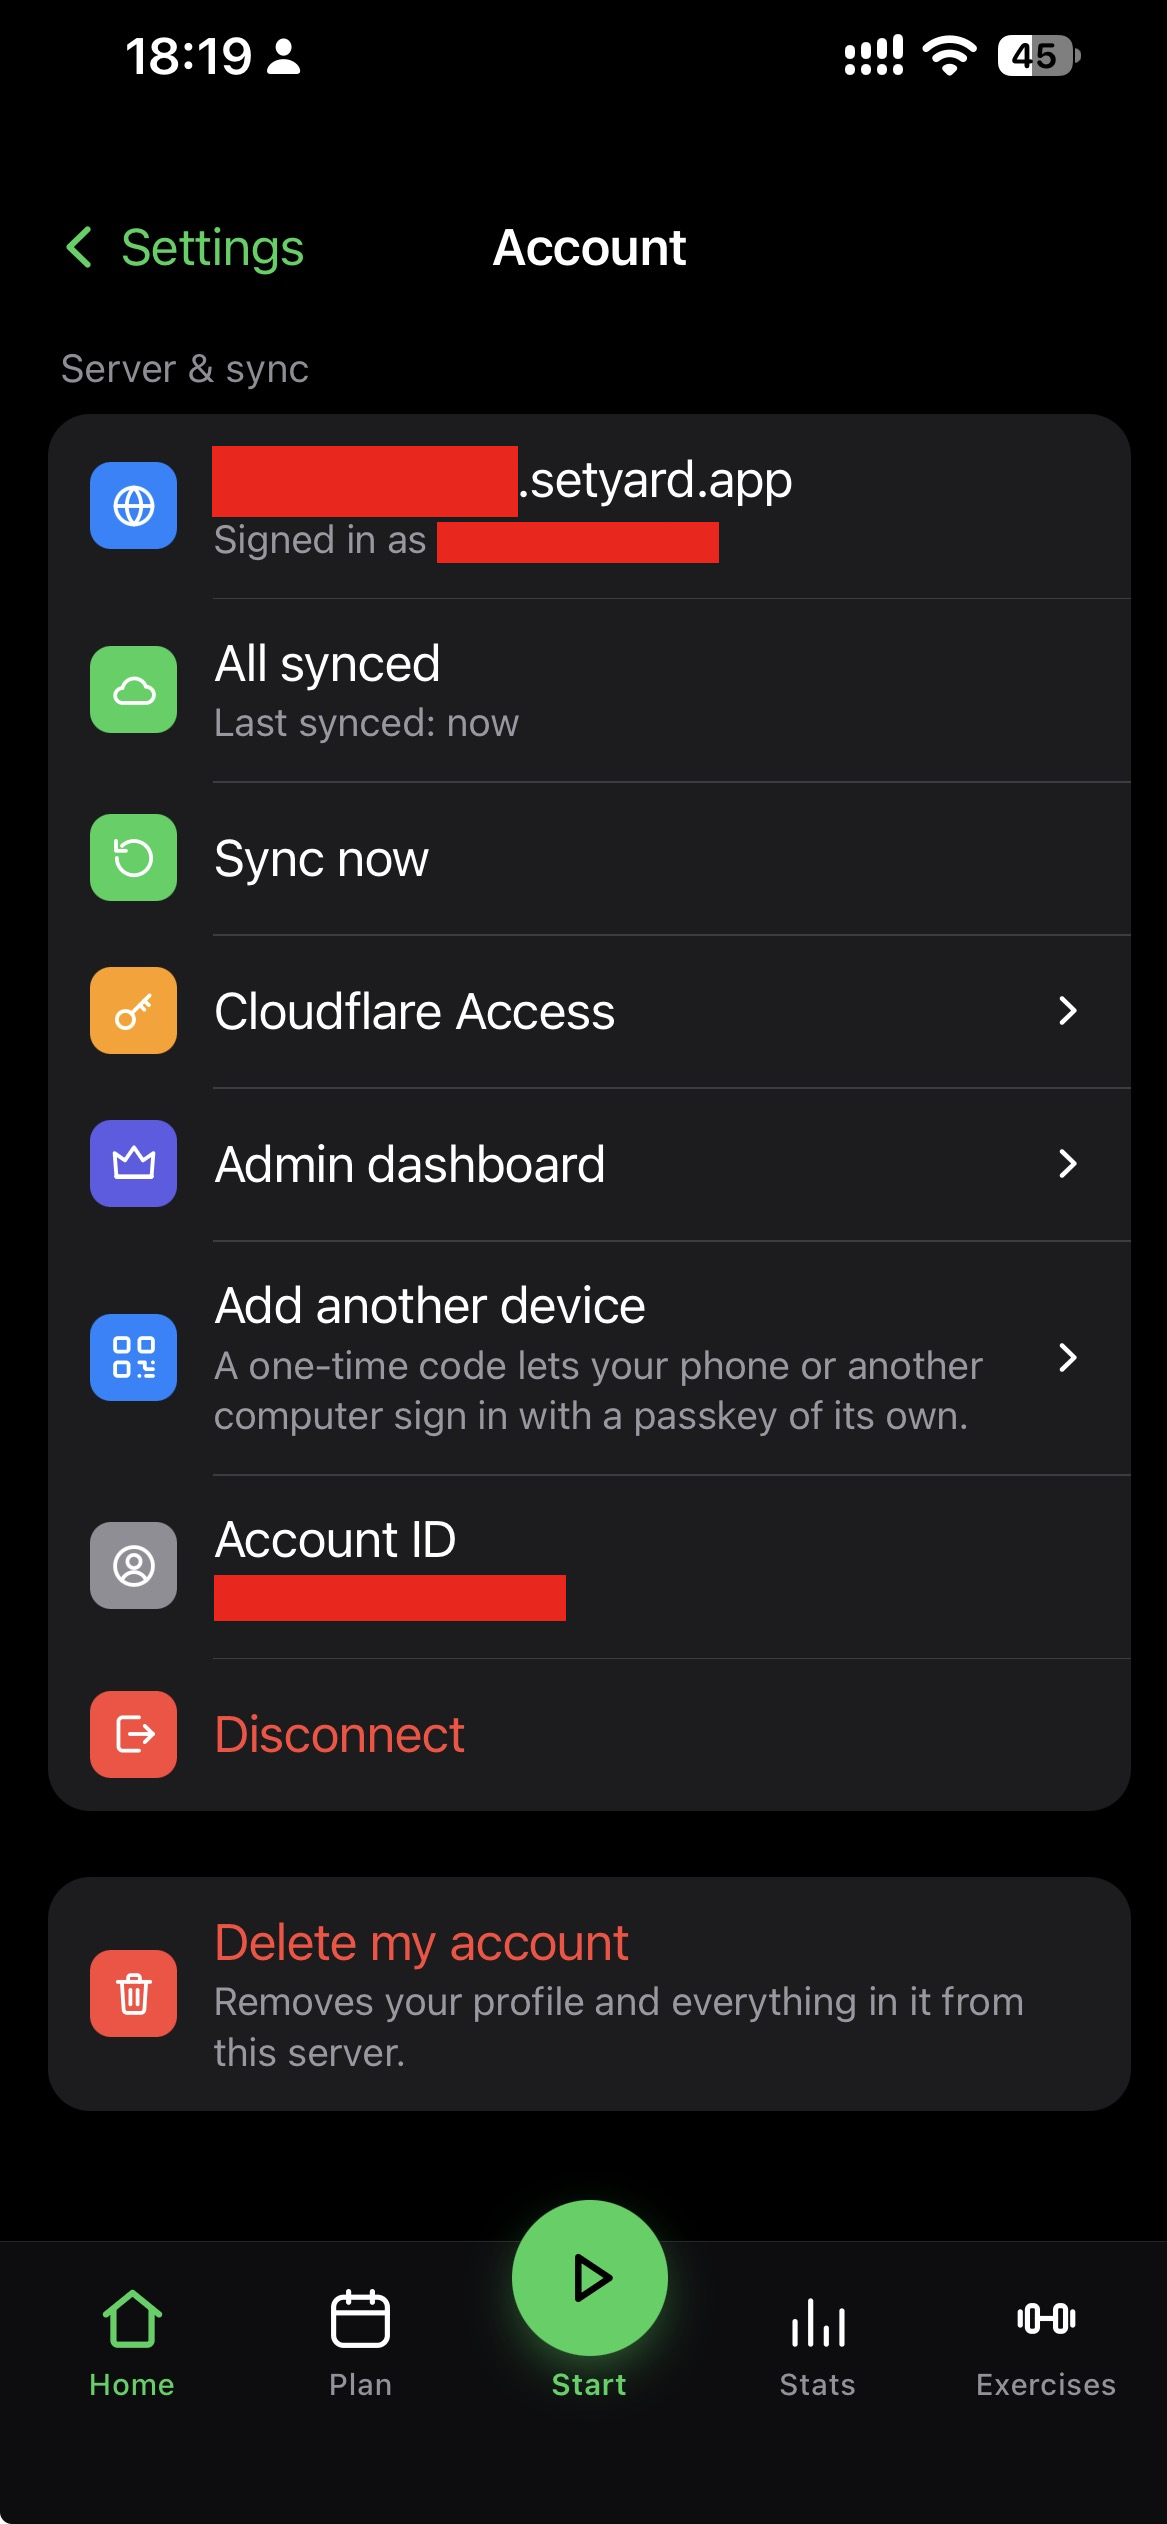 18:19
45
Settings
Account
Server & sync
.setyard.app
Signed in as
All synced
Last synced: now
Sync now
Cloudflare Access
Admin dashboard
Add another device
A one-time code lets your phone or another
computer sign in with a passkey of its own.
Account ID
Disconnect
Delete my account
Removes your profile and everything in it from
this server.
Home
Plan
Start
Stats
Exercises